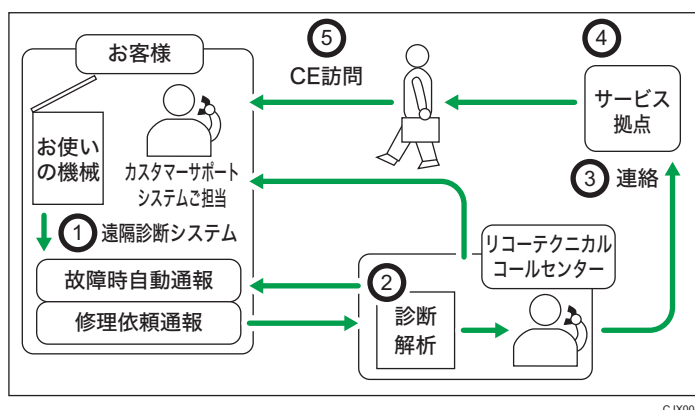 お客様
お使い
の機械
カスタマーサポート
システムご担当
① 遠隔診断システム
故障時自動通報
修理依頼通報
⑤
CE訪問
④
サービス
拠点
③ 連絡
リコーテクニカル
コールセンター
②
診断
解析